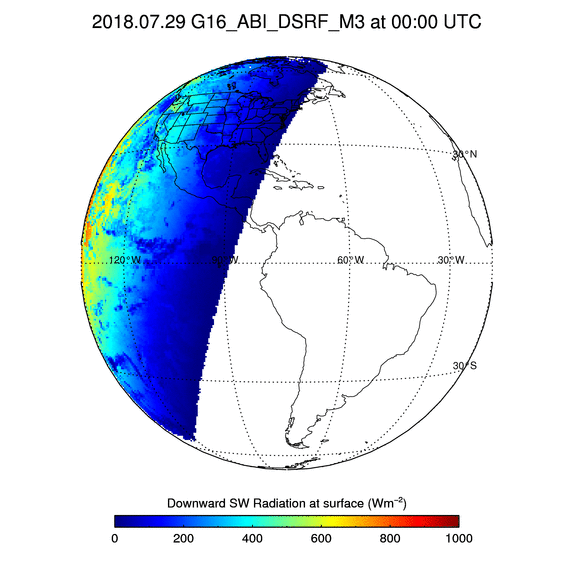 2018.07.29 G16_ABI_DSRF_M3 at 00:00 UTC
30°N
120°W 90°W 60°W 30°W
30°S
Downward SW Radiation at surface (Wm⁻²)
0 200 400 600 800 1000